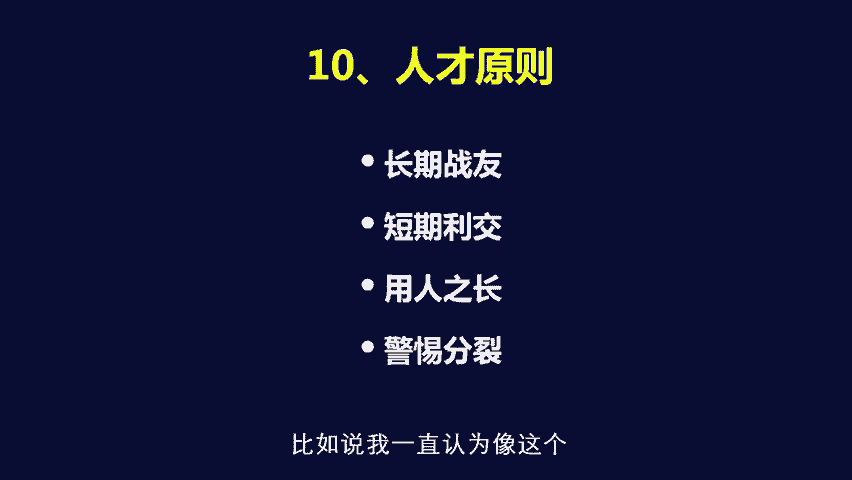 10、人才原则
• 长期战友
• 短期利交
• 用人之长
• 警惕分裂
比如说我一直认为像这个